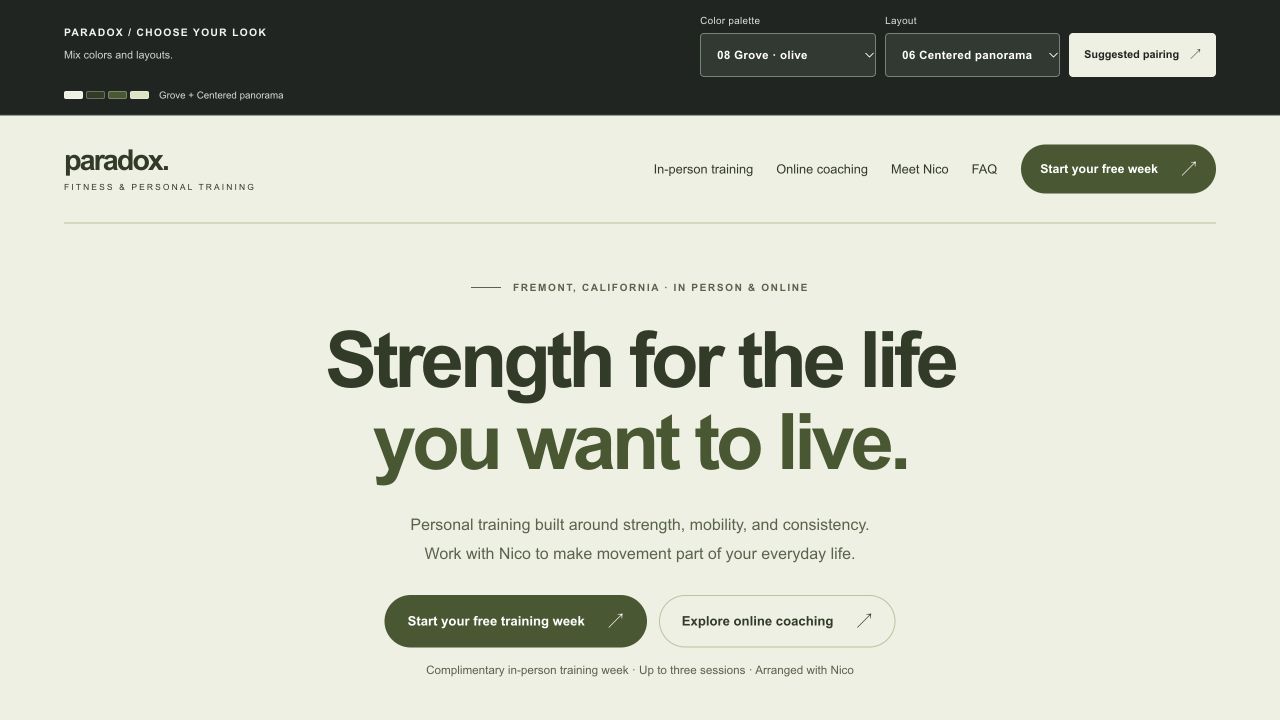 PARADOX / CHOOSE YOUR LOOK
Mix colors and layouts.
Grove + Centered panorama
Color palette
08 Grove · olive
Layout
06 Centered panorama
Suggested pairing
paradox.
FITNESS & PERSONAL TRAINING
In-person training
Online coaching
Meet Nico
FAQ
Start your free week
FREMONT, CALIFORNIA · IN PERSON & ONLINE
Strength for the life
you want to live.
Personal training built around strength, mobility, and consistency.
Work with Nico to make movement part of your everyday life.
Start your free training week
Explore online coaching
Complimentary in-person training week · Up to three sessions · Arranged with Nico